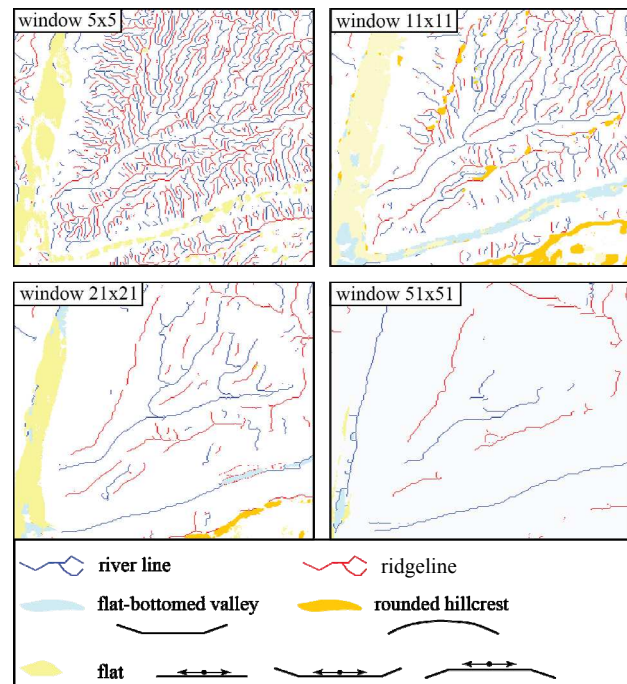 window 5x5
window 11x11
window 21x21
window 51x51
river line
ridgeline
flat-bottomed valley
rounded hillcrest
flat